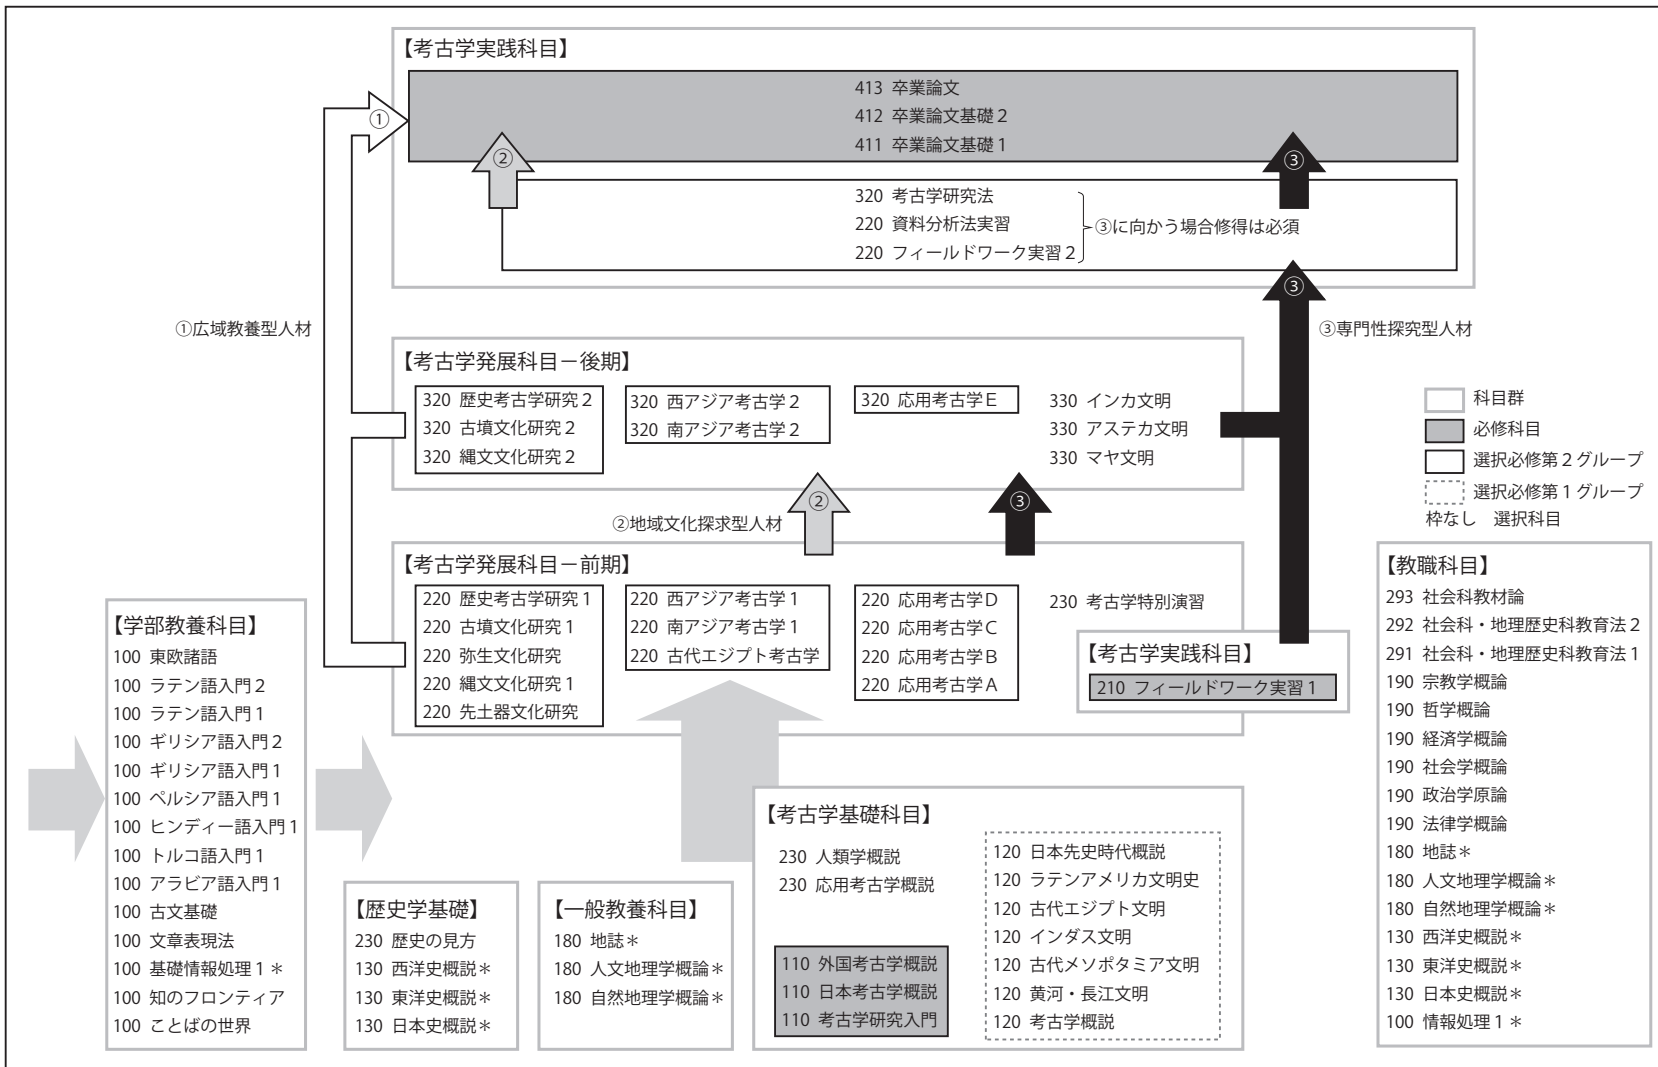 【考古学実践科目】
413 卒業論文
412 卒業論文基礎２
411 卒業論文基礎１
①
②
③
320 考古学研究法
220 資料分析法実習
220 フィールドワーク実習２
③に向かう場合修得は必須
③
①広域教養型人材
③専門性探究型人材
【考古学発展科目－後期】
320 歴史考古学研究２
320 古墳文化研究２
320 縄文文化研究２
320 西アジア考古学２
320 南アジア考古学２
320 応用考古学Ｅ
330 インカ文明
330 アステカ文明
330 マヤ文明
科目群
必修科目
選択必修第２グループ
選択必修第１グループ
枠なし　選択科目
②
③
②地域文化探求型人材
【考古学発展科目－前期】
220 歴史考古学研究１
220 古墳文化研究１
220 弥生文化研究
220 縄文文化研究１
220 先土器文化研究
220 西アジア考古学１
220 南アジア考古学１
220 古代エジプト考古学
220 応用考古学Ｄ
220 応用考古学Ｃ
220 応用考古学Ｂ
220 応用考古学Ａ
230 考古学特別演習
【考古学実践科目】
210 フィールドワーク実習１
【学部教養科目】
100 東欧諸語
100 ラテン語入門２
100 ラテン語入門１
100 ギリシア語入門２
100 ギリシア語入門１
100 ペルシア語入門１
100 ヒンディー語入門１
100 トルコ語入門１
100 アラビア語入門１
100 古文基礎
100 文章表現法
100 基礎情報処理１＊
100 知のフロンティア
100 ことばの世界
【歴史学基礎】
230 歴史の見方
130 西洋史概説＊
130 東洋史概説＊
130 日本史概説＊
【一般教養科目】
180 地誌＊
180 人文地理学概論＊
180 自然地理学概論＊
【考古学基礎科目】
230 人類学概説
230 応用考古学概説
110 外国考古学概説
110 日本考古学概説
110 考古学研究入門
120 日本先史時代概説
120 ラテンアメリカ文明史
120 古代エジプト文明
120 インダス文明
120 古代メソポタミア文明
120 黄河・長江文明
120 考古学概説
【教職科目】
293 社会科教材論
292 社会科・地理歴史科教育法２
291 社会科・地理歴史科教育法１
190 宗教学概論
190 哲学概論
190 経済学概論
190 社会学概論
190 政治学原論
190 法律学概論
180 地誌＊
180 人文地理学概論＊
180 自然地理学概論＊
130 西洋史概説＊
130 東洋史概説＊
130 日本史概説＊
100 情報処理１＊